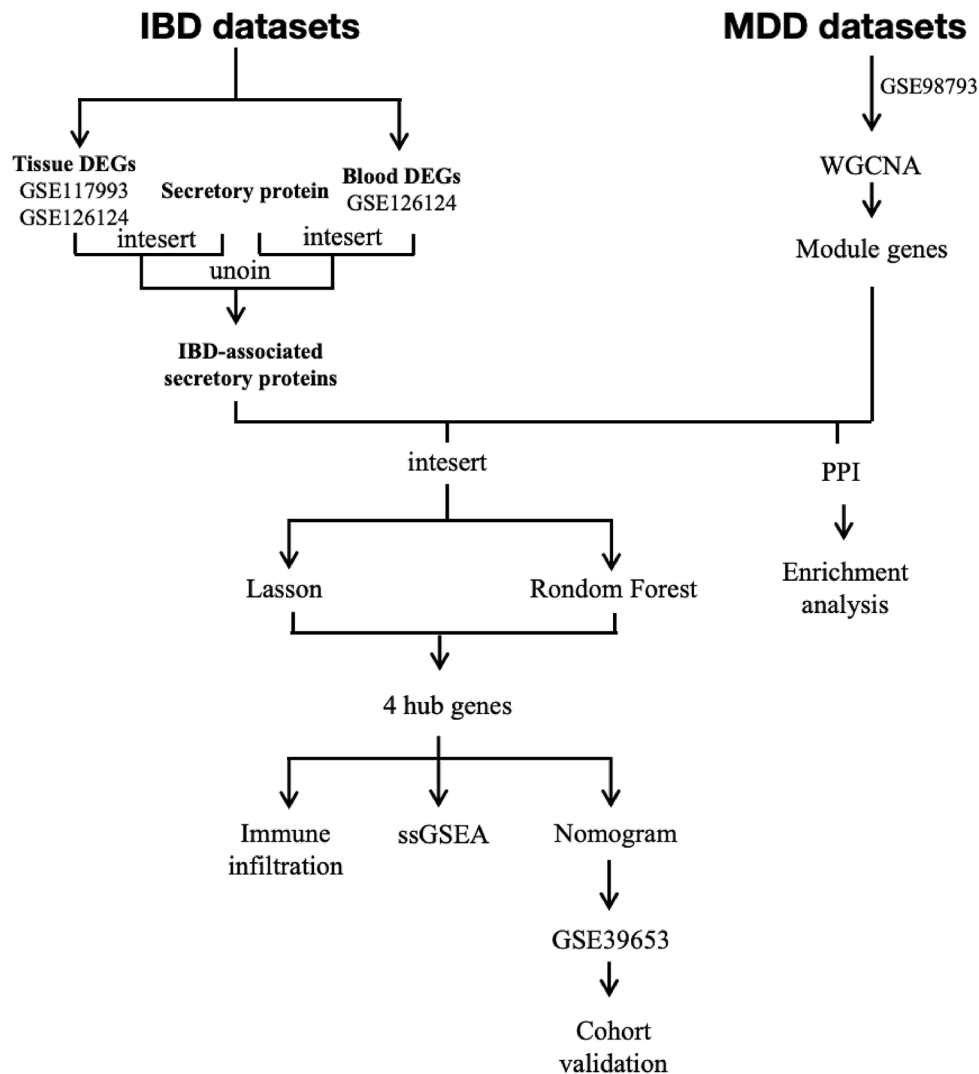 IBD datasets
MDD datasets
GSE98793
Tissue DEGs
GSE117993
GSE126124
Secretory protein
Blood DEGs
GSE126124
WGCNA
intesert
intesert
Module genes
unoin
IBD-associated
secretory proteins
intesert
PPI
Lasson
Rondom Forest
Enrichment
analysis
4 hub genes
Immune
infiltration
ssGSEA
Nomogram
GSE39653
Cohort
validation